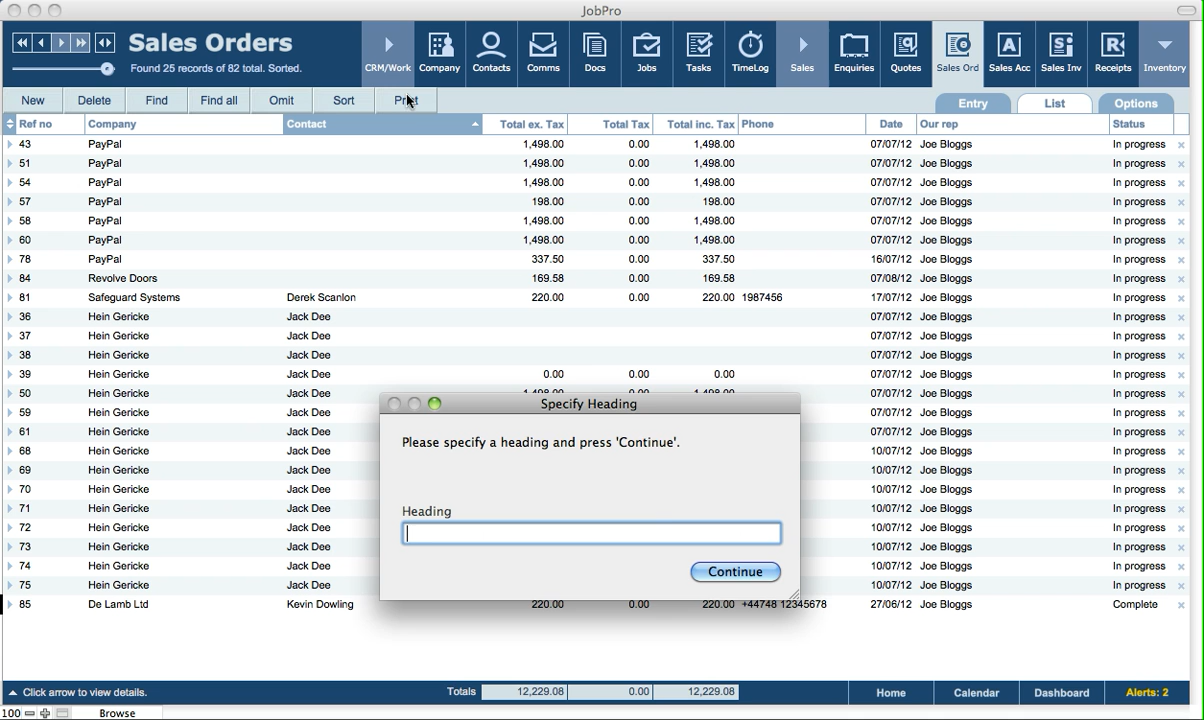 JobPro
Sales Orders
Found 25 records of 82 total. Sorted.
CRM/Work Company Contacts Comms Docs Jobs Tasks TimeLog Sales Enquiries Quotes Sales Ord Sales Acc Sales Inv Receipts Inventory
New Delete Find Find all Omit Sort Print Entry List Options
Ref no Company Contact Total ex. Tax Total Tax Total inc. Tax Phone Date Our rep Status
43 PayPal 1,498.00 0.00 1,498.00 07/07/12 Joe Bloggs In progress
51 PayPal 1,498.00 0.00 1,498.00 07/07/12 Joe Bloggs In progress
54 PayPal 1,498.00 0.00 1,498.00 07/07/12 Joe Bloggs In progress
57 PayPal 198.00 0.00 198.00 07/07/12 Joe Bloggs In progress
58 PayPal 1,498.00 0.00 1,498.00 07/07/12 Joe Bloggs In progress
60 PayPal 1,498.00 0.00 1,498.00 07/07/12 Joe Bloggs In progress
78 PayPal 337.50 0.00 337.50 16/07/12 Joe Bloggs In progress
84 Revolve Doors 169.58 0.00 169.58 07/08/12 Joe Bloggs In progress
81 Safeguard Systems Derek Scanlon 220.00 0.00 220.00 1987456 17/07/12 Joe Bloggs In progress
36 Hein Gericke Jack Dee 07/07/12 Joe Bloggs In progress
37 Hein Gericke Jack Dee 07/07/12 Joe Bloggs In progress
38 Hein Gericke Jack Dee 07/07/12 Joe Bloggs In progress
39 Hein Gericke Jack Dee 0.00 0.00 0.00 07/07/12 Joe Bloggs In progress
50 Hein Gericke Jack Dee 1,498.00 0.00 1,498.00 07/07/12 Joe Bloggs In progress
59 Hein Gericke Jack Dee 07/07/12 Joe Bloggs In progress
61 Hein Gericke Jack Dee 07/07/12 Joe Bloggs In progress
68 Hein Gericke Jack Dee 10/07/12 Joe Bloggs In progress
69 Hein Gericke Jack Dee 10/07/12 Joe Bloggs In progress
70 Hein Gericke Jack Dee 10/07/12 Joe Bloggs In progress
71 Hein Gericke Jack Dee 10/07/12 Joe Bloggs In progress
72 Hein Gericke Jack Dee 10/07/12 Joe Bloggs In progress
73 Hein Gericke Jack Dee 10/07/12 Joe Bloggs In progress
74 Hein Gericke Jack Dee 10/07/12 Joe Bloggs In progress
75 Hein Gericke Jack Dee 10/07/12 Joe Bloggs In progress
85 De Lamb Ltd Kevin Dowling 220.00 0.00 220.00 +44748 12345678 27/06/12 Joe Bloggs Complete
Specify Heading
Please specify a heading and press 'Continue'.
Heading
Continue
Click arrow to view details. Totals 12,229.08 0.00 12,229.08 Home Calendar Dashboard Alerts: 2
100 Browse